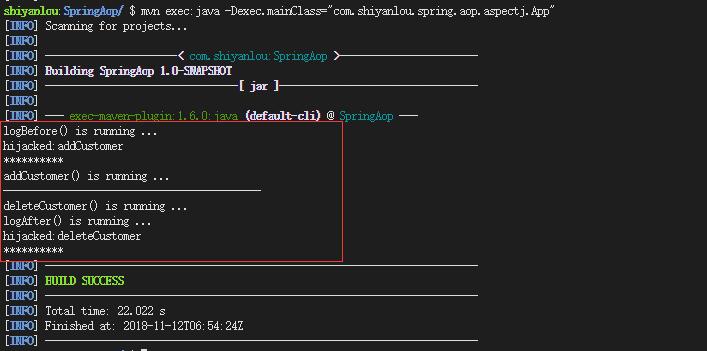 shiyanlou:SpringAop/ $ mvn exec:java -Dexec.mainClass="com.shiyanlou.spring.aop.aspectj.App"
[INFO] Scanning for projects...
[INFO]
[INFO] ────────< com.shiyanlou:SpringAop >────────
[INFO] Building SpringAop 1.0-SNAPSHOT
[INFO] ────────[ jar ]────────
[INFO]
[INFO] ─── exec-maven-plugin:1.6.0:java (default-cli) @ SpringAop ───
logBefore() is running ...
hijacked:addCustomer
**********
addCustomer() is running ...
────────────────
deleteCustomer() is running ...
logAfter() is running ...
hijacked:deleteCustomer
**********
[INFO] ────────────────
[INFO] BUILD SUCCESS
[INFO] ────────────────
[INFO] Total time: 22.022 s
[INFO] Finished at: 2018-11-12T06:54:24Z
[INFO] ────────────────